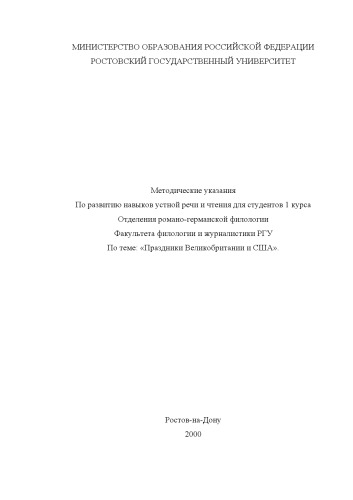 МИНИСТЕРСТВО ОБРАЗОВАНИЯ РОССИЙСКОЙ ФЕДЕРАЦИИ
РОСТОВСКИЙ ГОСУДАРСТВЕННЫЙ УНИВЕРСИТЕТ
Методические указания
По развитию навыков устной речи и чтения для студентов 1 курса
Отделения романо-германской филологии
Факультета филологии и журналистики РГУ
По теме: «Праздники Великобритании и США».
Ростов-на-Дону
2000